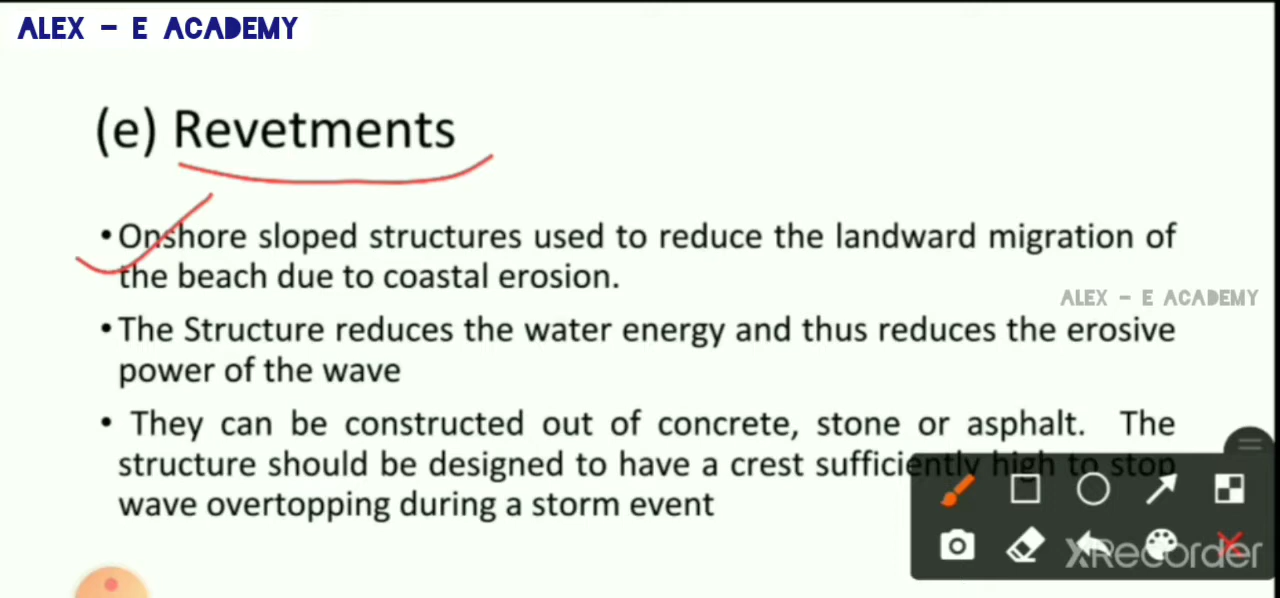 ALEX - E ACADEMY
(e) Revetments
• Onshore sloped structures used to reduce the landward migration of
the beach due to coastal erosion.
ALEX - E ACADEMY
• The Structure reduces the water energy and thus reduces the erosive
power of the wave
• They can be constructed out of concrete, stone or asphalt. The
structure should be designed to have a crest sufficiently high to stop
wave overtopping during a storm event
XRecorder